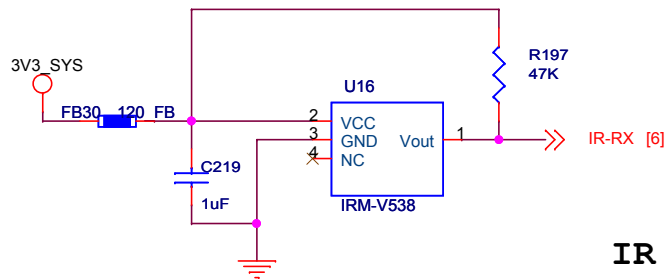 R197
47K
3V3_SYS
U16
FB30 120 FB
2 VCC
3 GND
4 NC
Vout 1
IR-RX [6]
C219
1uF
IRM-V538
IR